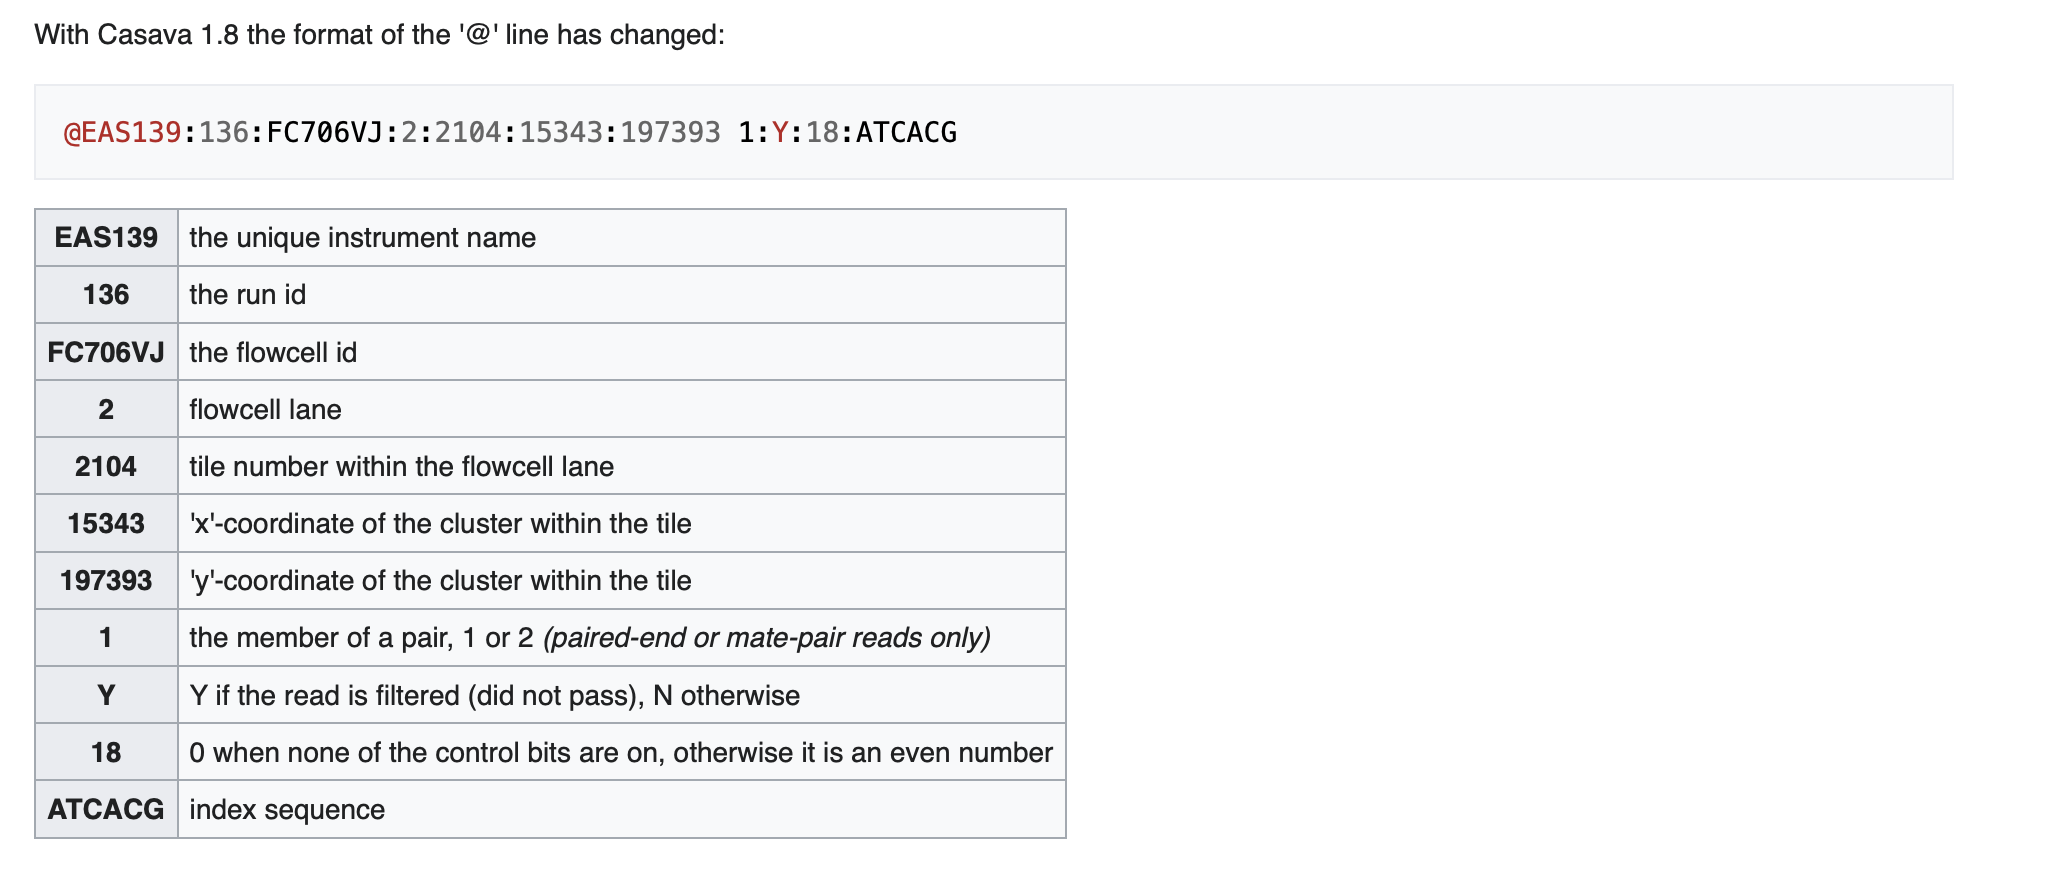 With Casava 1.8 the format of the '@' line has changed:
@EAS139:136:FC706VJ:2:2104:15343:197393 1:Y:18:ATCACG
EAS139 the unique instrument name
136 the run id
FC706VJ the flowcell id
2 flowcell lane
2104 tile number within the flowcell lane
15343 'x'-coordinate of the cluster within the tile
197393 'y'-coordinate of the cluster within the tile
1 the member of a pair, 1 or 2 (paired-end or mate-pair reads only)
Y Y if the read is filtered (did not pass), N otherwise
18 0 when none of the control bits are on, otherwise it is an even number
ATCACG index sequence